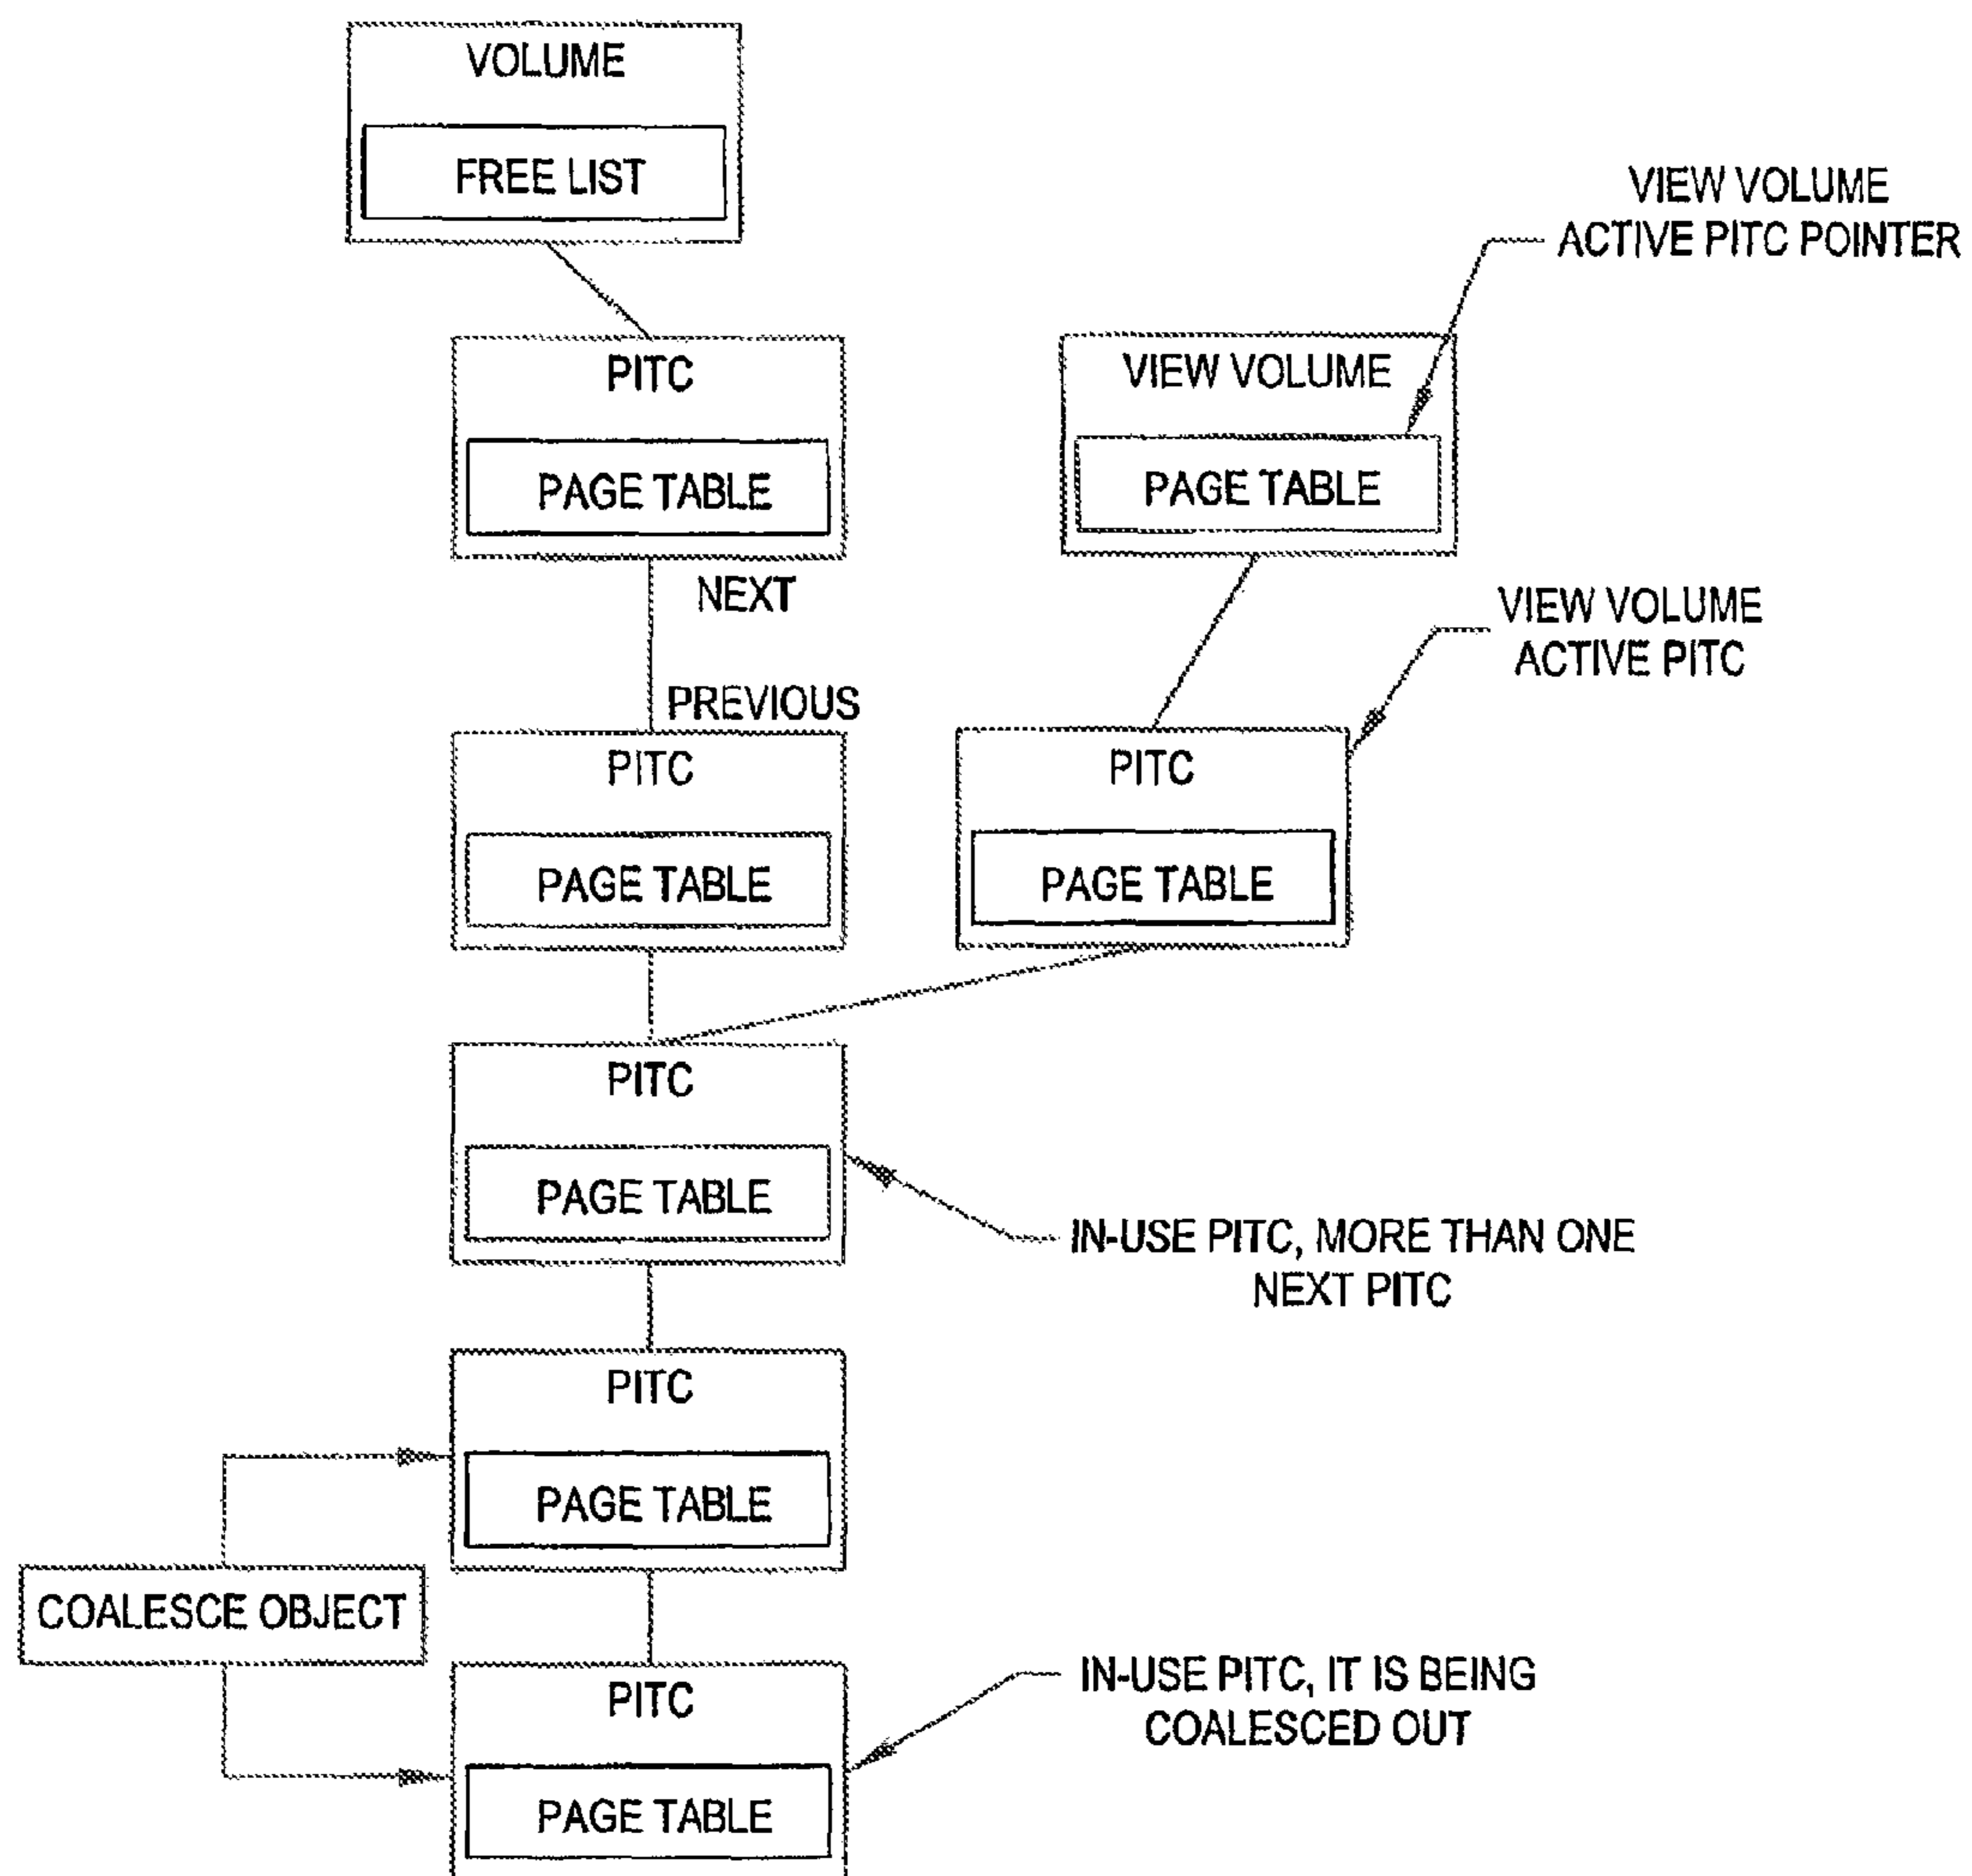 VOLUME
FREE LIST
VIEW VOLUME
ACTIVE PITC POINTER
PITC
PAGE TABLE
VIEW VOLUME
PAGE TABLE
NEXT
PREVIOUS
VIEW VOLUME
ACTIVE PITC
PITC
PAGE TABLE
PITC
PAGE TABLE
PITC
PAGE TABLE
IN-USE PITC, MORE THAN ONE
NEXT PITC
PITC
PAGE TABLE
COALESCE OBJECT
PITC
PAGE TABLE
IN-USE PITC, IT IS BEING
COALESCED OUT